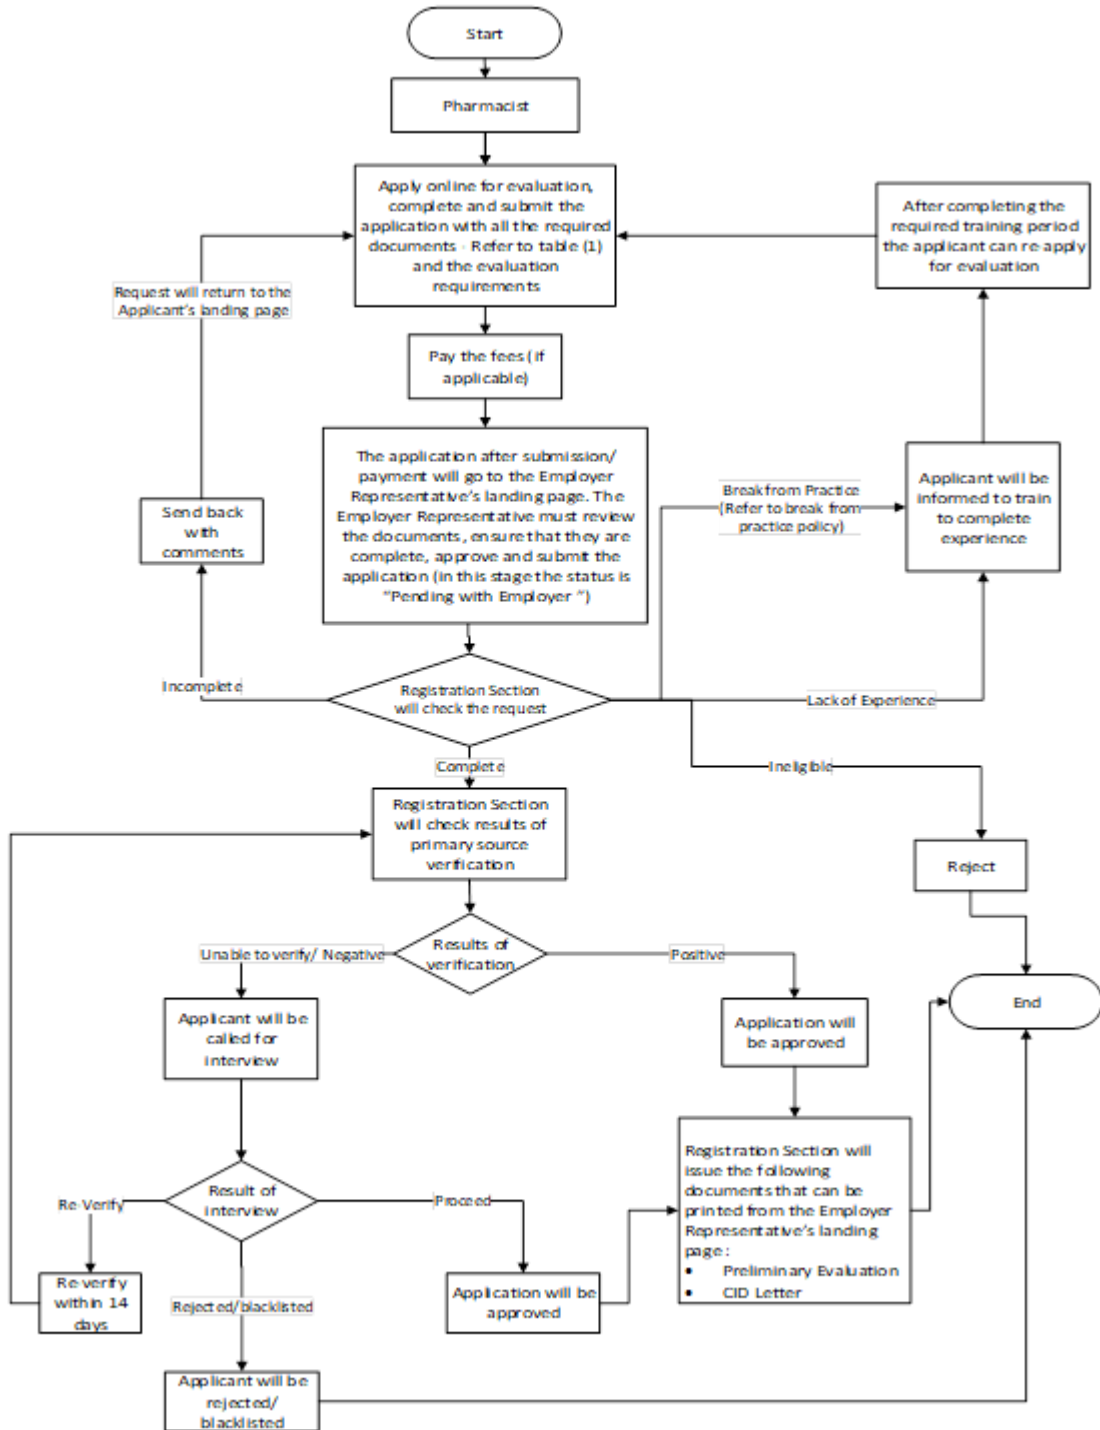 Start
Pharmacist
Apply online for evaluation,
complete and submit the
application with all the required
documents - Refer to table (1)
and the evaluation
requirements
After completing the
required training period
the applicant can re-apply
for evaluation
Request will return to the
Applicant's landing page
Pay the fees (if
applicable)
The application after submission/
payment will go to the Employer
Representative's landing page. The
Employer Representative must review
the documents, ensure that they are
complete, approve and submit the
application (in this stage the status is
"Pending with Employer ")
Break from Practice
(Refer to break from
practice policy)
Applicant will be
informed to train
to complete
experience
Send back
with
comments
Incomplete
Registration Section
will check the request
Lack of Experience
Complete
Ineligible
Registration Section
will check results of
primary source
verification
Reject
Unable to verify/ Negative
Results of
verification
Positive
End
Applicant will be
called for
interview
Application will
be approved
Re-Verify
Result of
interview
Proceed
Registration Section will
issue the following
documents that can be
printed from the Employer
Representative's landing
page :
• Preliminary Evaluation
• CID Letter
Re-verify
within 14
days
Rejected/blacklisted
Application will be
approved
Applicant will be
rejected/
blacklisted